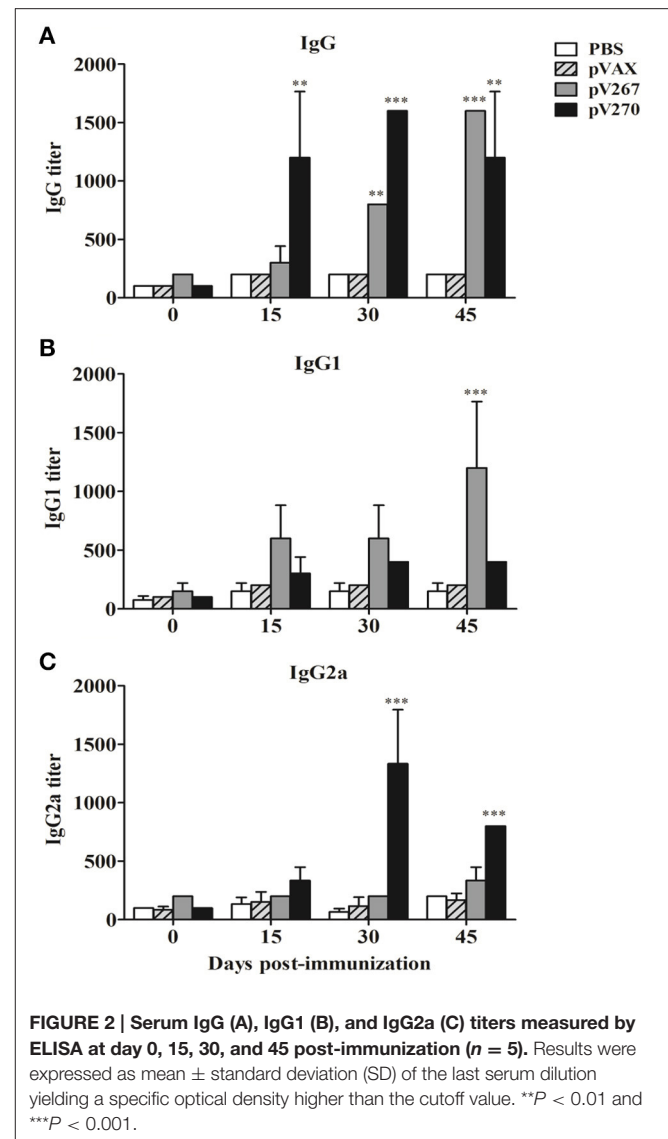 A
IgG
PBS
pVAX
pV267
pV270
2000
1500
1000
500
0
IgG titer
**
**
***
***
**
0 15 30 45
B
IgG1
2000
1500
1000
500
0
IgG1 titer
***
0 15 30 45
C
IgG2a
2000
1500
1000
500
0
IgG2a titer
***
***
0 15 30 45
Days post-immunization
FIGURE 2 | Serum IgG (A), IgG1 (B), and IgG2a (C) titers measured by
ELISA at day 0, 15, 30, and 45 post-immunization (n = 5). Results were
expressed as mean ± standard deviation (SD) of the last serum dilution
yielding a specific optical density higher than the cutoff value. **P < 0.01 and
***P < 0.001.